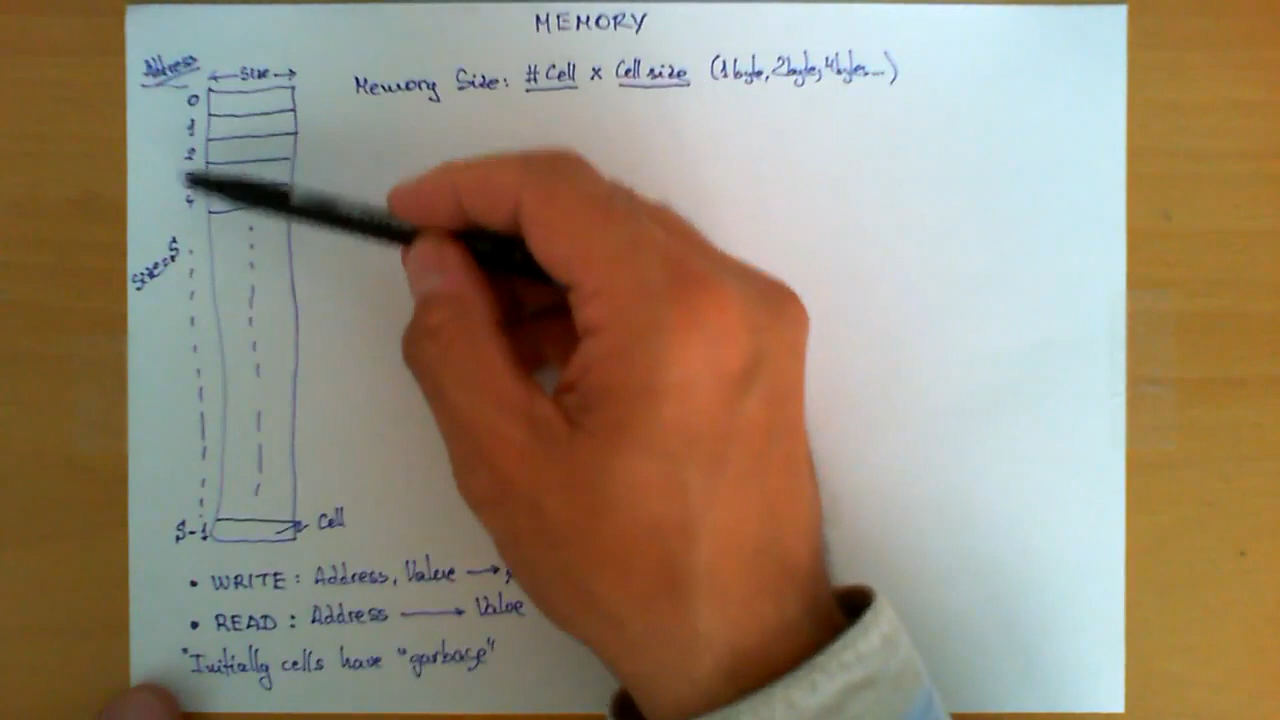 MEMORY
Address
Size
Memory Size: # Cell x Cell size (1 byte, 2 byte, 4 bytes...)
0
1
2
4
Size=S
S-1
Cell
• WRITE: Address, Value →
• READ: Address → Value
"Initially cells have "garbage"